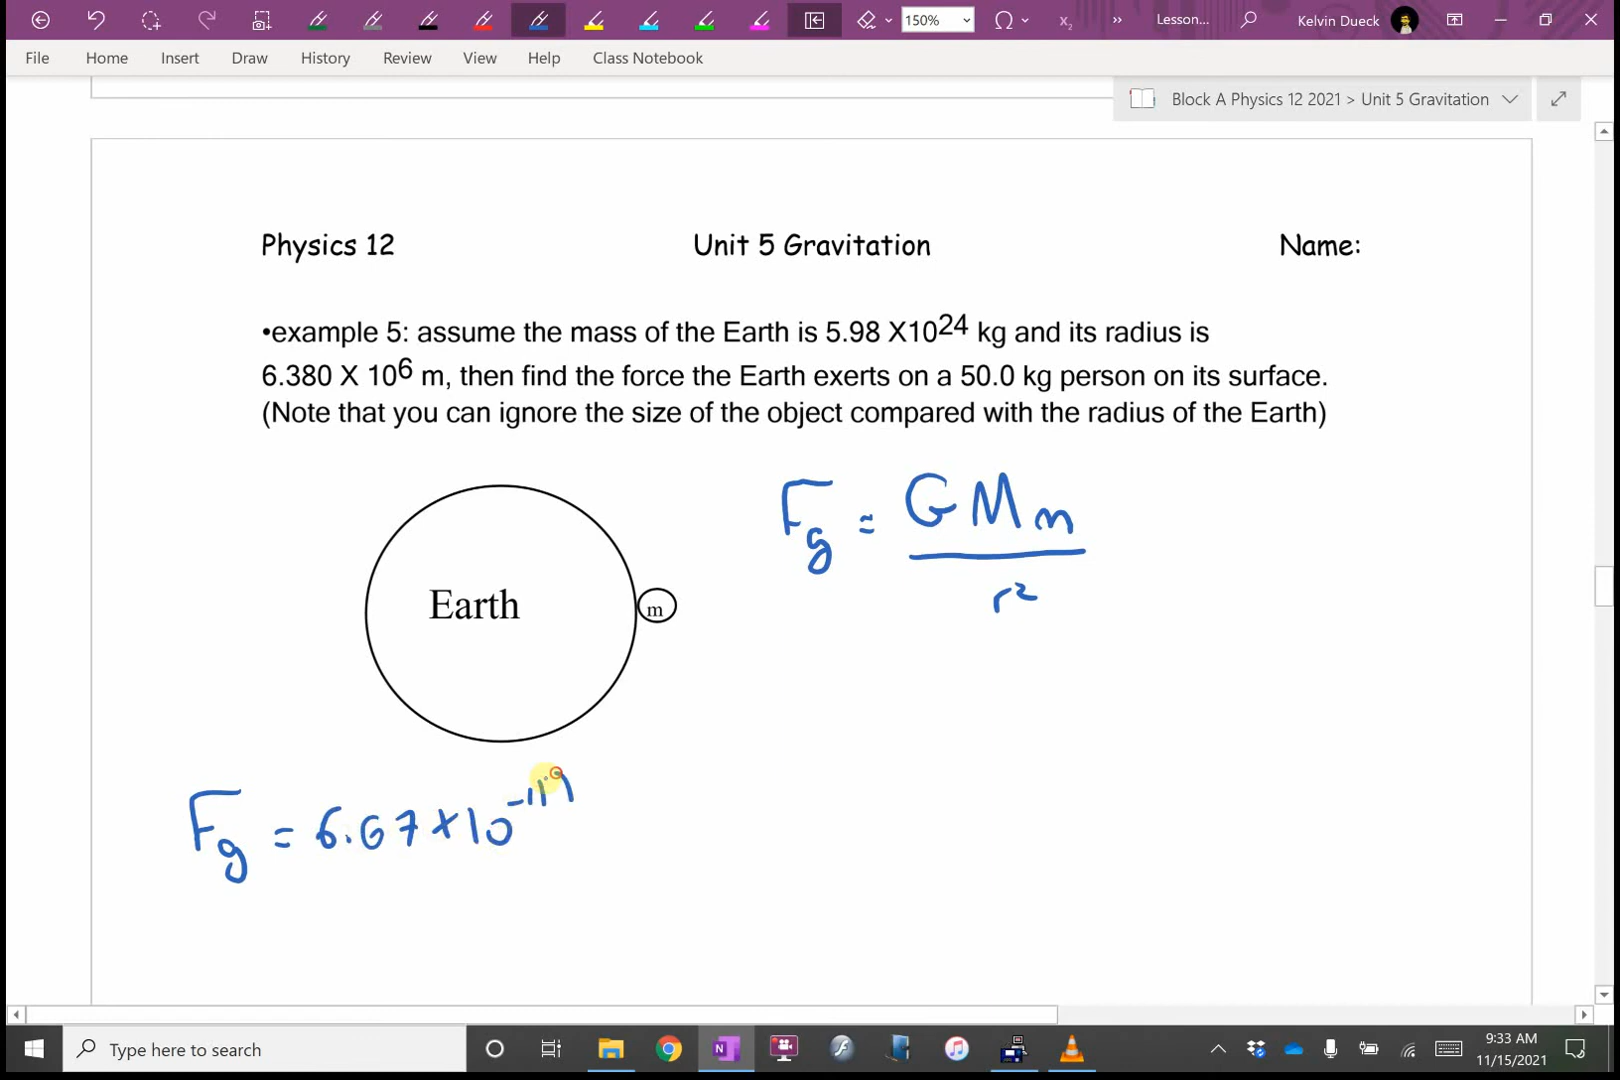 150%
Ω
x₂
»
Lesson...
Kelvin Dueck
File
Home
Insert
Draw
History
Review
View
Help
Class Notebook
Block A Physics 12 2021 > Unit 5 Gravitation
Physics 12
Unit 5 Gravitation
Name:
•example 5: assume the mass of the Earth is 5.98 X10²⁴ kg and its radius is
6.380 X 10⁶ m, then find the force the Earth exerts on a 50.0 kg person on its surface.
(Note that you can ignore the size of the object compared with the radius of the Earth)
Fg = GMm
r²
Earth
m
Fg = 6.67 × 10⁻¹¹
Type here to search
9:33 AM
11/15/2021